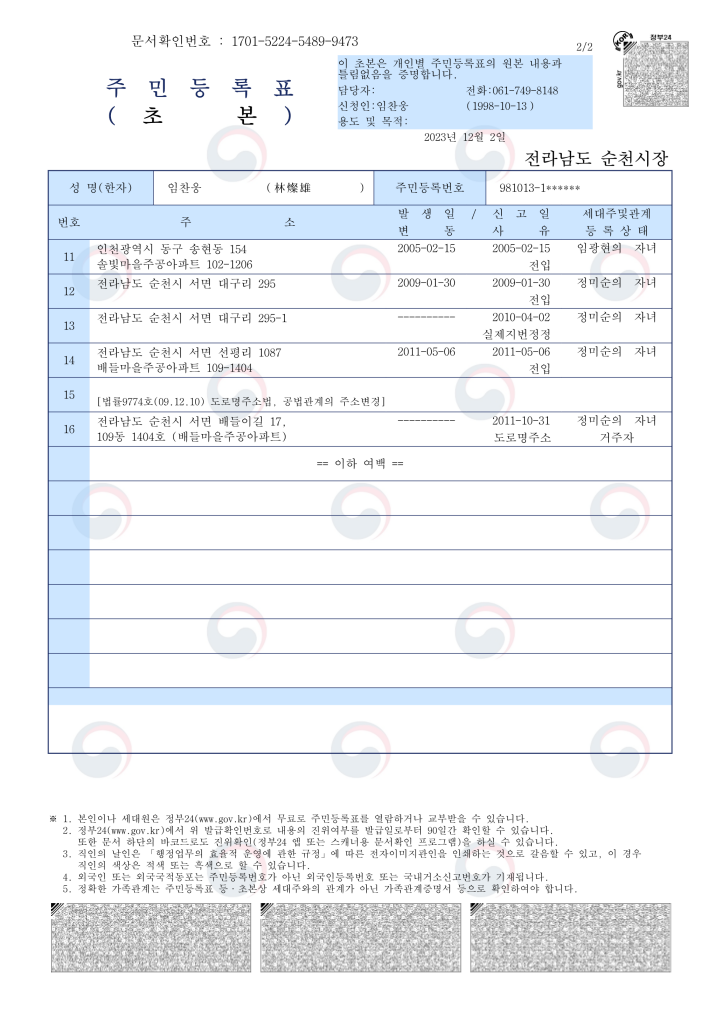 문서확인번호 : 1701-5224-5489-9473
2/2
정부24
gov.kr
주 민 등 록 표
( 초 본 )
이 초본은 개인별 주민등록표의 원본 내용과
틀림없음을 증명합니다.
담당자: 전화:061-749-8148
신청인:임찬웅 (1998-10-13 )
용도 및 목적:
2023년 12월 2일
전라남도 순천시장
성 명(한자) 임찬웅 (林燦雄 ) 주민등록번호 981013-1******
번호 주 소 발 생 일 / 신 고 일 세대주및관계
변 동 사 유 등 록 상 태
11 인천광역시 동구 송현동 154 2005-02-15 2005-02-15 임광현의 자녀
솔빛마을주공아파트 102-1206 전입
12 전라남도 순천시 서면 대구리 295 2009-01-30 2009-01-30 정미순의 자녀
전입
13 전라남도 순천시 서면 대구리 295-1 ---------- 2010-04-02 정미순의 자녀
실제지번정정
14 전라남도 순천시 서면 선평리 1087 2011-05-06 2011-05-06 정미순의 자녀
배들마을주공아파트 109-1404 전입
15 [법률9774호(09.12.10) 도로명주소법, 공법관계의 주소변경]
16 전라남도 순천시 서면 배들이길 17, ---------- 2011-10-31 정미순의 자녀
109동 1404호 (배들마을주공아파트) 도로명주소 거주자
== 이하 여백 ==
※ 1. 본인이나 세대원은 정부24(www.gov.kr)에서 무료로 주민등록표를 열람하거나 교부받을 수 있습니다.
2. 정부24(www.gov.kr)에서 위 발급확인번호로 내용의 진위여부를 발급일로부터 90일간 확인할 수 있습니다.
또한 문서 하단의 바코드로도 진위확인(정부24 앱 또는 스캐너용 문서확인 프로그램)을 하실 수 있습니다.
3. 직인의 날인은 「행정업무의 효율적 운영에 관한 규정」에 따른 전자이미지관인을 인쇄하는 것으로 갈음할 수 있고, 이 경우
직인의 색상은 적색 또는 흑색으로 할 수 있습니다.
4. 외국인 또는 외국국적동포는 주민등록번호가 아닌 외국인등록번호 또는 국내거소신고번호가 기재됩니다.
5. 정확한 가족관계는 주민등록표 등·초본상 세대주와의 관계가 아닌 가족관계증명서 등으로 확인하여야 합니다.